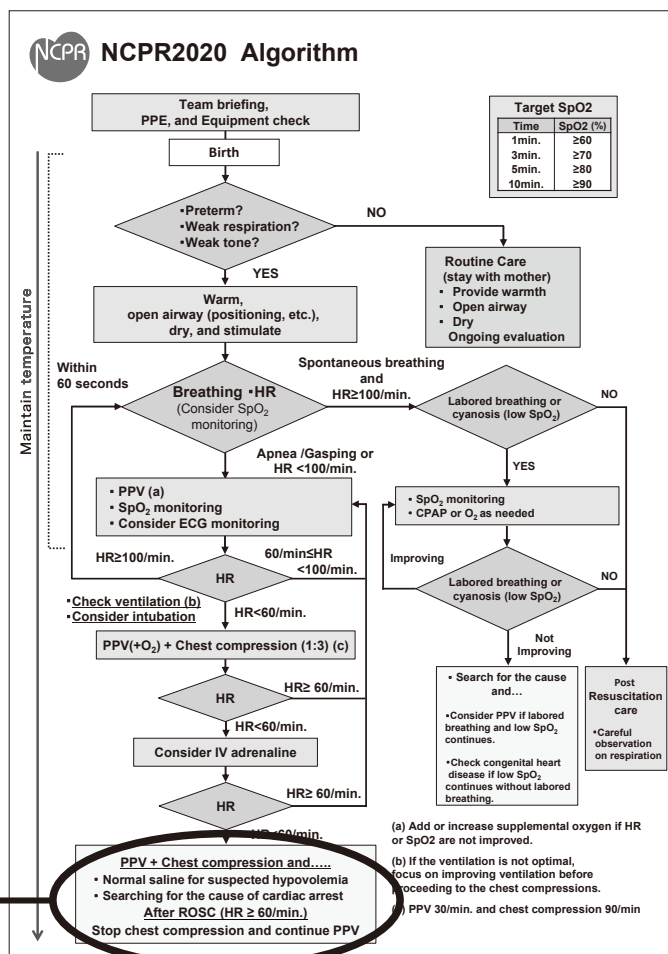 NCPR
NCPR2020 Algorithm
Team briefing,
PPE, and Equipment check
Birth
Target SpO2
Time SpO2 (%)
1min. ≥60
3min. ≥70
5min. ≥80
10min. ≥90
▪Preterm?
▪Weak respiration?
▪Weak tone?
NO
YES
Routine Care
(stay with mother)
▪ Provide warmth
▪ Open airway
▪ Dry
Ongoing evaluation
Warm,
open airway (positioning, etc.),
dry, and stimulate
Maintain temperature
Within
60 seconds
Breathing ▪HR
(Consider SpO2
monitoring)
Spontaneous breathing
and
HR≥100/min.
Labored breathing or
cyanosis (low SpO2)
NO
YES
Apnea /Gasping or
HR <100/min.
▪ PPV (a)
▪ SpO2 monitoring
▪ Consider ECG monitoring
▪ SpO2 monitoring
▪ CPAP or O2 as needed
HR≥100/min.
60/min≤HR
<100/min.
HR
Improving
Labored breathing or
cyanosis (low SpO2)
NO
▪Check ventilation (b)
▪Consider intubation
HR<60/min.
Not
Improving
PPV(+O2) + Chest compression (1:3) (c)
HR
HR≥ 60/min.
HR<60/min.
▪ Search for the cause
and…
▪Consider PPV if labored
breathing and low SpO2
continues.
▪Check congenital heart
disease if low SpO2
continues without labored
breathing.
Post
Resuscitation
care
▪Careful
observation
on respiration
Consider IV adrenaline
HR
HR≥ 60/min.
HR<60/min.
PPV + Chest compression and…..
▪ Normal saline for suspected hypovolemia
▪ Searching for the cause of cardiac arrest
After ROSC (HR ≥ 60/min.)
Stop chest compression and continue PPV
(a) Add or increase supplemental oxygen if HR
or SpO2 are not improved.
(b) If the ventilation is not optimal,
focus on improving ventilation before
proceeding to the chest compressions.
(c) PPV 30/min. and chest compression 90/min